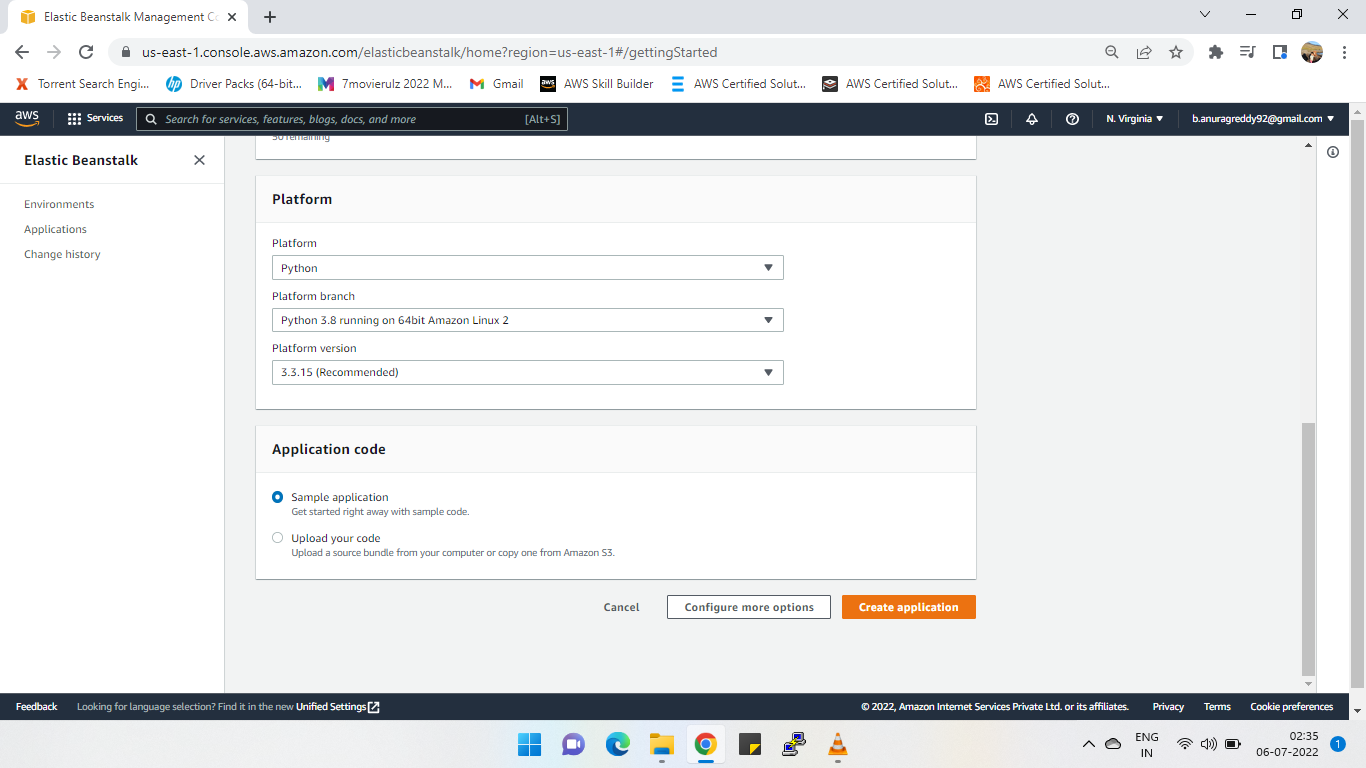 Elastic Beanstalk Management Co
us-east-1.console.aws.amazon.com/elasticbeanstalk/home?region=us-east-1#/gettingStarted
Torrent Search Engi...
Driver Packs (64-bit...
7movierulz 2022 M...
Gmail
AWS Skill Builder
AWS Certified Solut...
AWS Certified Solut...
AWS Certified Solut...
aws
Services
Search for services, features, blogs, docs, and more
[Alt+S]
N. Virginia
b.anuragreddy92@gmail.com
Elastic Beanstalk
Environments
Applications
Change history
50 remaining
Platform
Platform
Python
Platform branch
Python 3.8 running on 64bit Amazon Linux 2
Platform version
3.3.15 (Recommended)
Application code
Sample application
Get started right away with sample code.
Upload your code
Upload a source bundle from your computer or copy one from Amazon S3.
Cancel
Configure more options
Create application
Feedback
Looking for language selection? Find it in the new Unified Settings
© 2022, Amazon Internet Services Private Ltd. or its affiliates.
Privacy
Terms
Cookie preferences
ENG
IN
02:35
06-07-2022
1